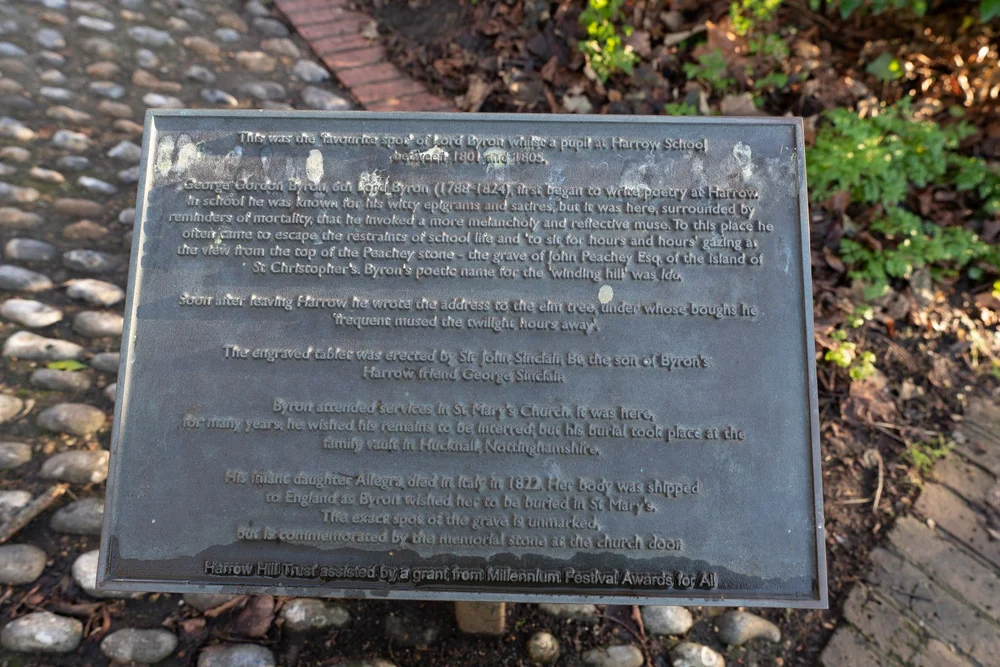 This was the 'favourite spot' of Lord Byron whilst a pupil at Harrow School
between 1801 and 1805.
George Gordon Byron, 6th Lord Byron (1788-1824), first began to write poetry at Harrow.
In school he was known for his witty epigrams and satires, but it was here, surrounded by
reminders of mortality, that he invoked a more melancholy and reflective muse. To this place he
often came to escape the restraints of school life and 'to sit for hours and hours' gazing at
the view from the top of the Peachey stone - the grave of John Peachey Esq. of the Island of
St Christopher's. Byron's poetic name for the 'winding hill' was Ida.
Soon after leaving Harrow he wrote the address to the elm tree, under whose boughs he
'frequent mused the twilight hours away'.
The engraved tablet was erected by Sir John Sinclair, Bt, the son of Byron's
Harrow friend George Sinclair.
Byron attended services in St Mary's Church. It was here,
for many years, he wished his remains to be interred, but his burial took place at the
family vault in Hucknall, Nottinghamshire.
His infant daughter Allegra, died in Italy in 1822. Her body was shipped
to England as Byron wished her to be buried in St Mary's.
The exact spot of the grave is unmarked,
but is commemorated by the memorial stone at the church door.
Harrow Hill Trust assisted by a grant from Millennium Festival Awards for All